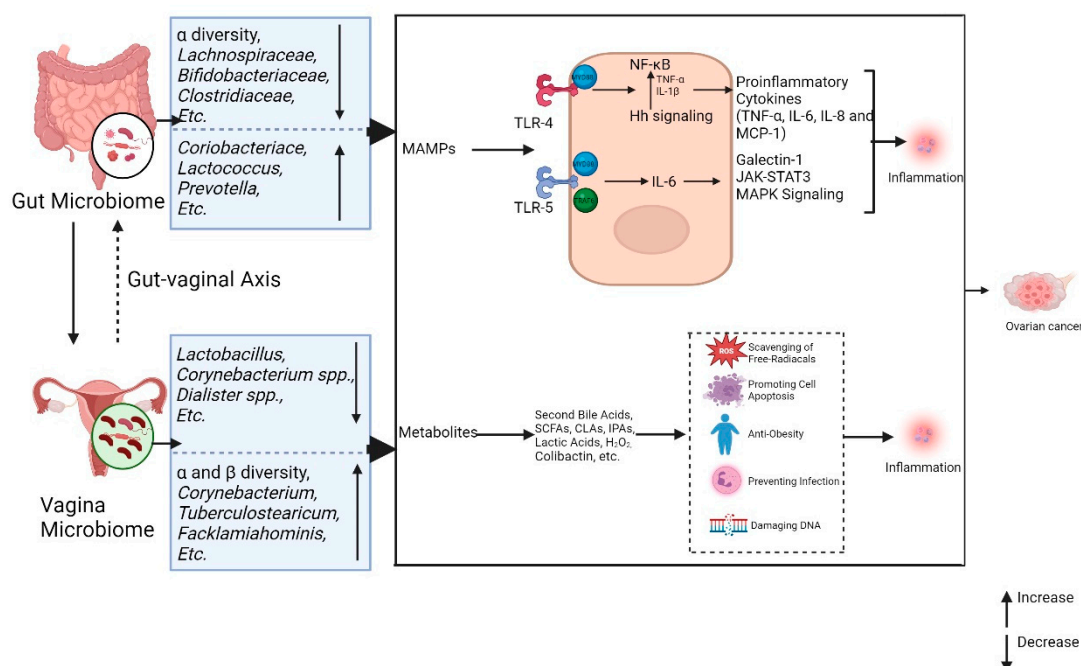 α diversity,
Lachnospiraceae,
Bifidobacteriaceae,
Clostridiaceae,
Etc.
Coriobacteriace,
Lactococcus,
Prevotella,
Etc.
Gut Microbiome
Gut-vaginal Axis
Lactobacillus,
Corynebacterium spp.,
Dialister spp.,
Etc.
α and β diversity,
Corynebacterium,
Tuberculostearicum,
Facklamiahominis,
Etc.
Vagina
Microbiome
MAMPs
TLR-4
MYD88
NF-κB
TNF-α
IL-1β
Hh signaling
TLR-5
MYD88
TRAF6
IL-6
Proinflammatory
Cytokines
(TNF-α, IL-6, IL-8 and
MCP-1)
Galectin-1
JAK-STAT3
MAPK Signaling
Inflammation
Metabolites
Second Bile Acids,
SCFAs, CLAs, IPAs,
Lactic Acids, H₂O₂,
Colibactin, etc.
ROS
Scavenging of
Free-Radiacals
Promoting Cell
Apoptosis
Anti-Obesity
Preventing Infection
Damaging DNA
Inflammation
Ovarian cancer
Increase
Decrease